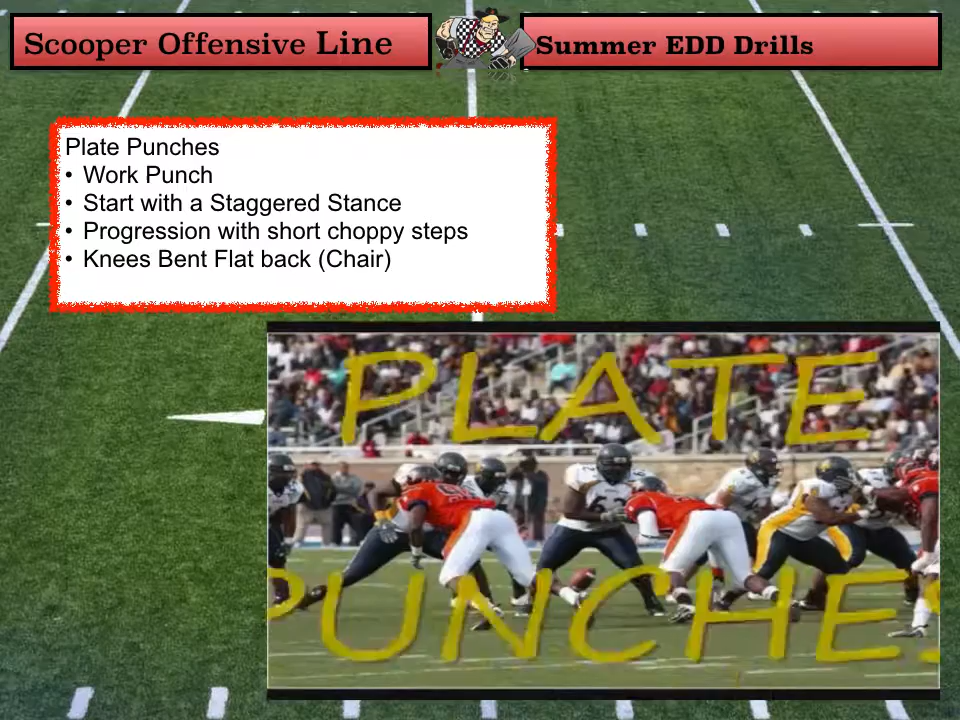 Scooper Offensive Line
Summer EDD Drills
Plate Punches
• Work Punch
• Start with a Staggered Stance
• Progression with short choppy steps
• Knees Bent Flat back (Chair)
PLATE
PUNCHES